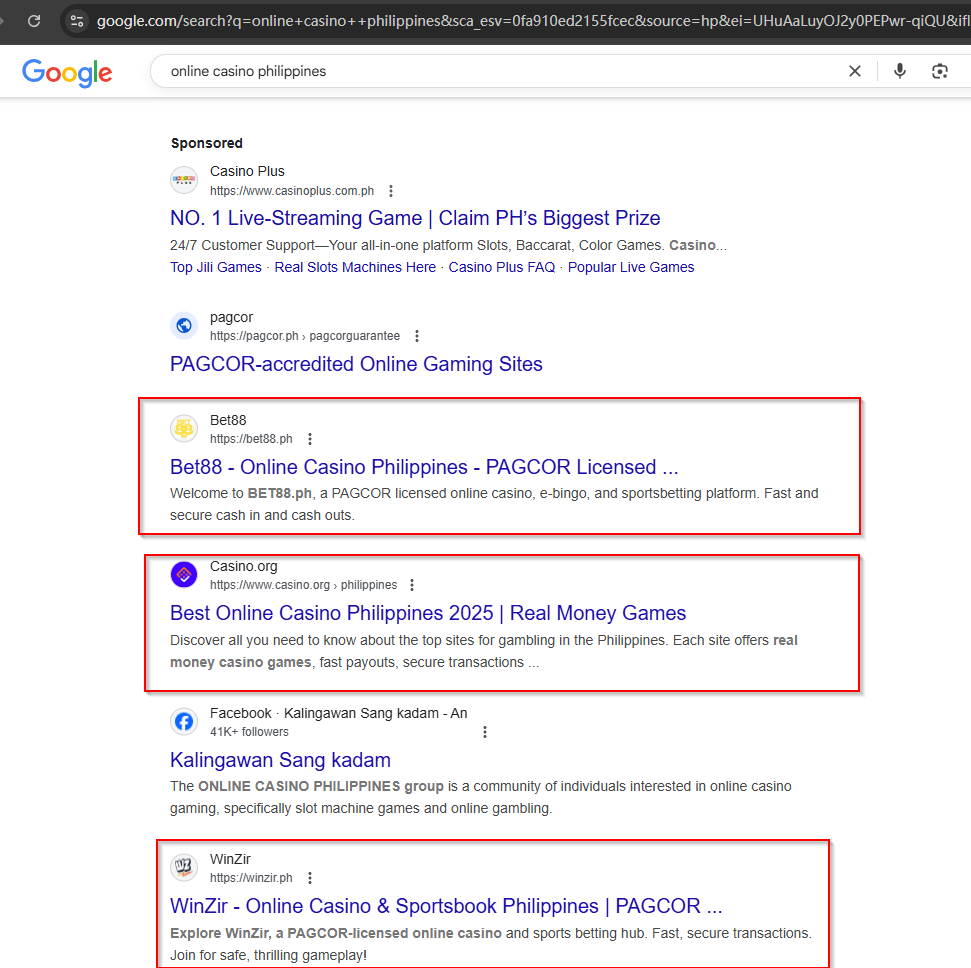 google.com/search?q=online+casino++philippines&sca_esv=0fa910ed2155fcec&source=hp&ei=UHuAaLuyOJ2y0PEPwr-qiQU&ifl
Google
online casino philippines
Sponsored
Casino Plus
https://www.casinoplus.com.ph
NO. 1 Live-Streaming Game | Claim PH’s Biggest Prize
24/7 Customer Support—Your all-in-one platform Slots, Baccarat, Color Games. Casino...
Top Jili Games · Real Slots Machines Here · Casino Plus FAQ · Popular Live Games
pagcor
https://pagcor.ph › pagcorguarantee
PAGCOR-accredited Online Gaming Sites
Bet88
https://bet88.ph
Bet88 - Online Casino Philippines - PAGCOR Licensed ...
Welcome to BET88.ph, a PAGCOR licensed online casino, e-bingo, and sportsbetting platform. Fast and
secure cash in and cash outs.
Casino.org
https://www.casino.org › philippines
Best Online Casino Philippines 2025 | Real Money Games
Discover all you need to know about the top sites for gambling in the Philippines. Each site offers real
money casino games, fast payouts, secure transactions ...
Facebook · Kalingawan Sang kadam - An
41K+ followers
Kalingawan Sang kadam
The ONLINE CASINO PHILIPPINES group is a community of individuals interested in online casino
gaming, specifically slot machine games and online gambling.
WinZir
https://winzir.ph
WinZir - Online Casino & Sportsbook Philippines | PAGCOR ...
Explore WinZir, a PAGCOR-licensed online casino and sports betting hub. Fast, secure transactions.
Join for safe, thrilling gameplay!